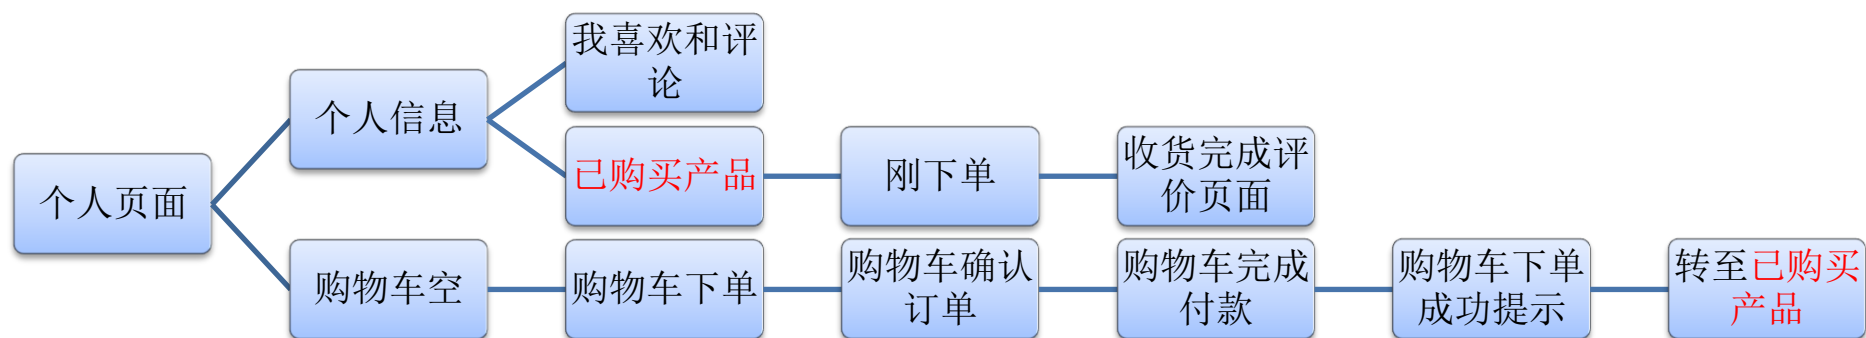 我喜欢和评
论
个人信息
已购买产品
刚下单
收货完成评
价页面
个人页面
购物车空
购物车下单
购物车确认
订单
购物车完成
付款
购物车下单
成功提示
转至已购买
产品